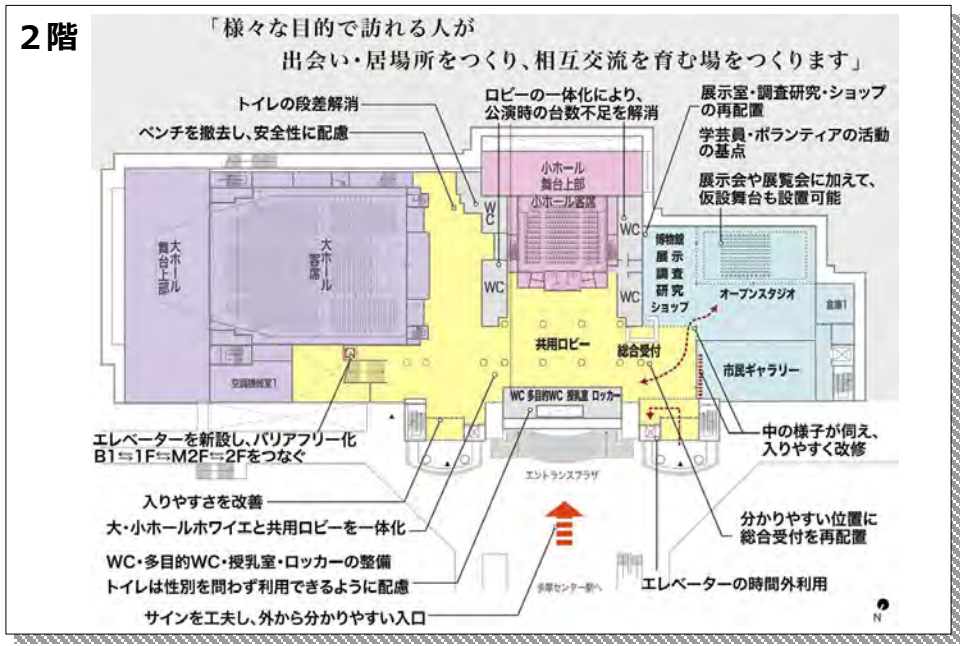 2階
「様々な目的で訪れる人が
出会い・居場所をつくり、相互交流を育む場をつくります」
トイレの段差解消
ベンチを撤去し、安全性に配慮
ロビーの一体化により、
公演時の台数不足を解消
展示室・調査研究・ショップ
の再配置
学芸員・ボランティアの活動
の基点
展示会や展覧会に加えて、
仮設舞台も設置可能
大ホール
舞台上部
大ホール
客席
小ホール
舞台上部
小ホール客席
WC
WC
WC
WC
博物館
展示
調査
研究
ショップ
オープンスタジオ
倉庫1
共用ロビー
総合受付
市民ギャラリー
空調機械室1
WC 多目的WC 授乳室 ロッカー
エレベーターを新設し、バリアフリー化
B1⇆1F⇆M2F⇆2Fをつなぐ
中の様子が伺え、
入りやすく改修
エントランスプラザ
入りやすさを改善
大・小ホールホワイエと共用ロビーを一体化
分かりやすい位置に
総合受付を再配置
WC・多目的WC・授乳室・ロッカーの整備
トイレは性別を問わず利用できるように配慮
多摩センター駅へ
エレベーターの時間外利用
サインを工夫し、外から分かりやすい入口
N